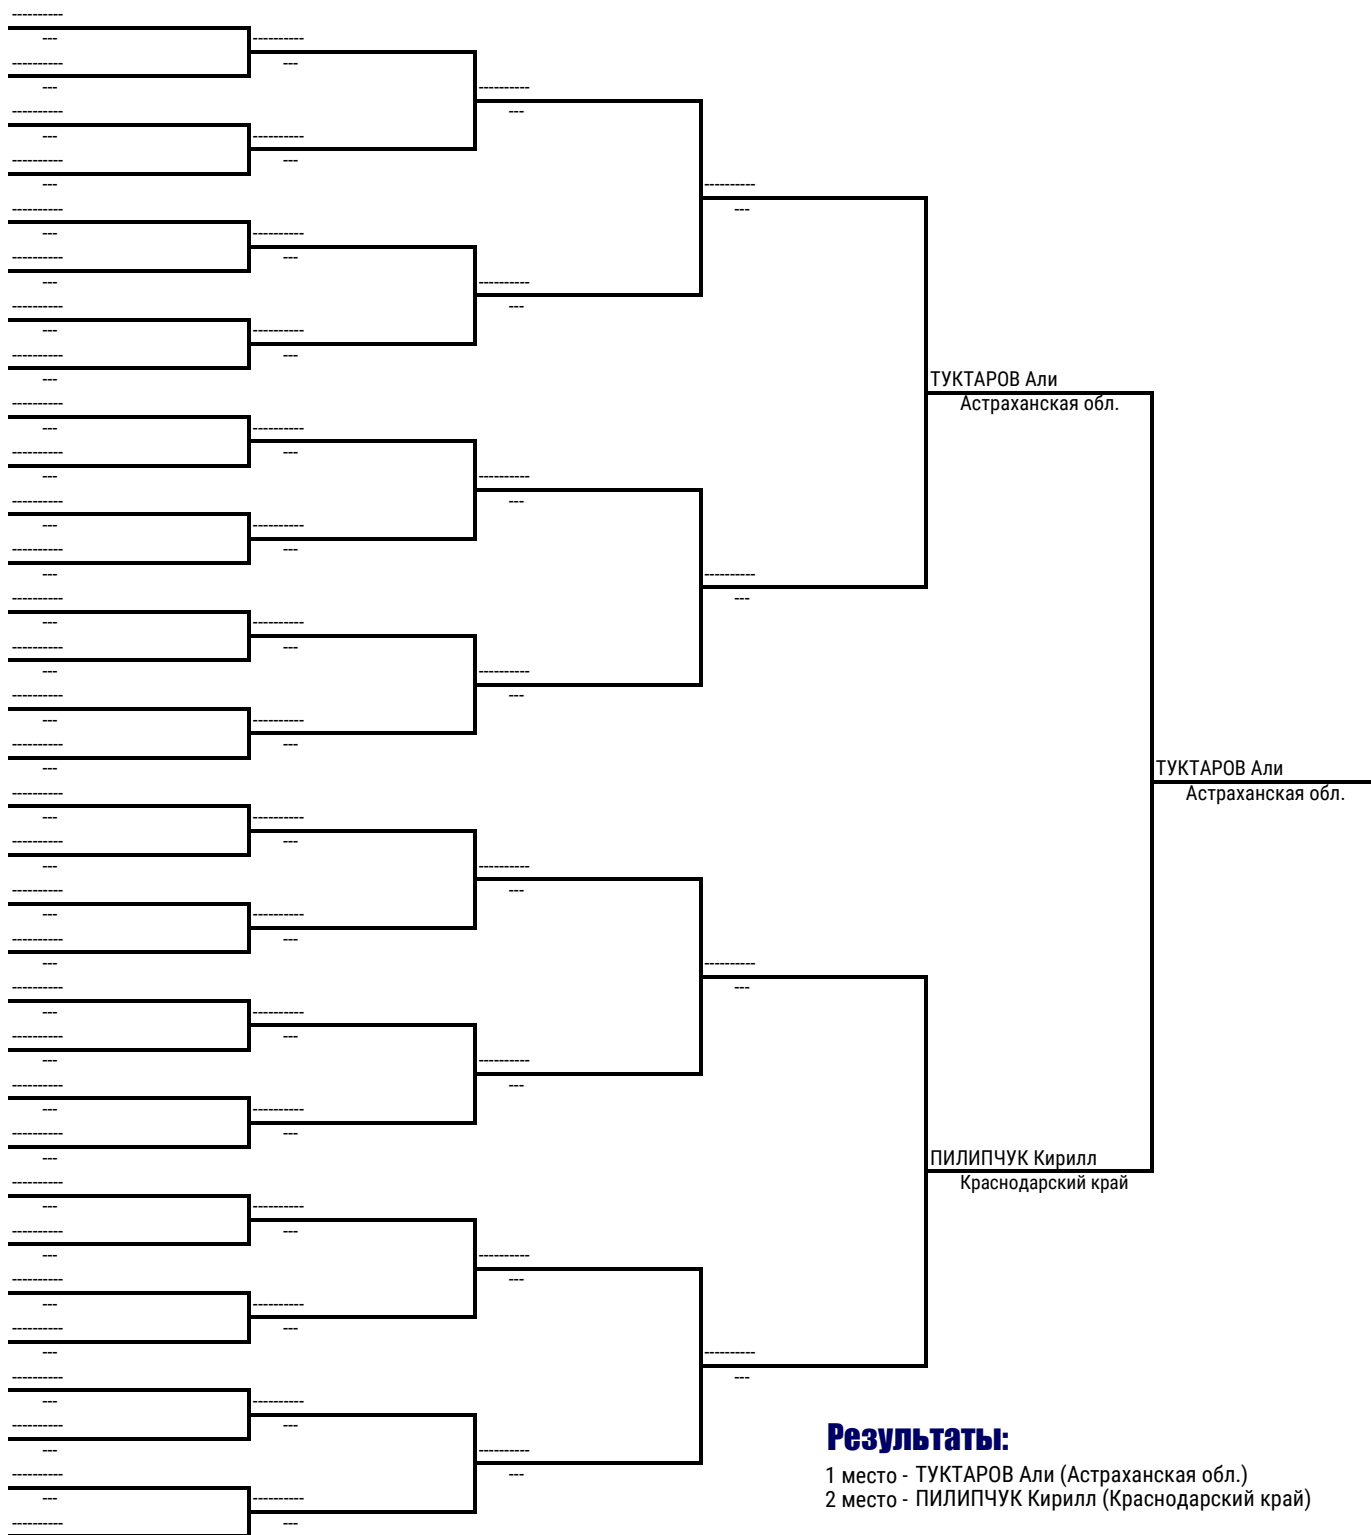 ТУКТАРОВ Али
Астраханская обл.
ТУКТАРОВ Али
Астраханская обл.
ПИЛИПЧУК Кирилл
Краснодарский край
Результаты:
1 место - ТУКТАРОВ Али (Астраханская обл.)
2 место - ПИЛИПЧУК Кирилл (Краснодарский край)